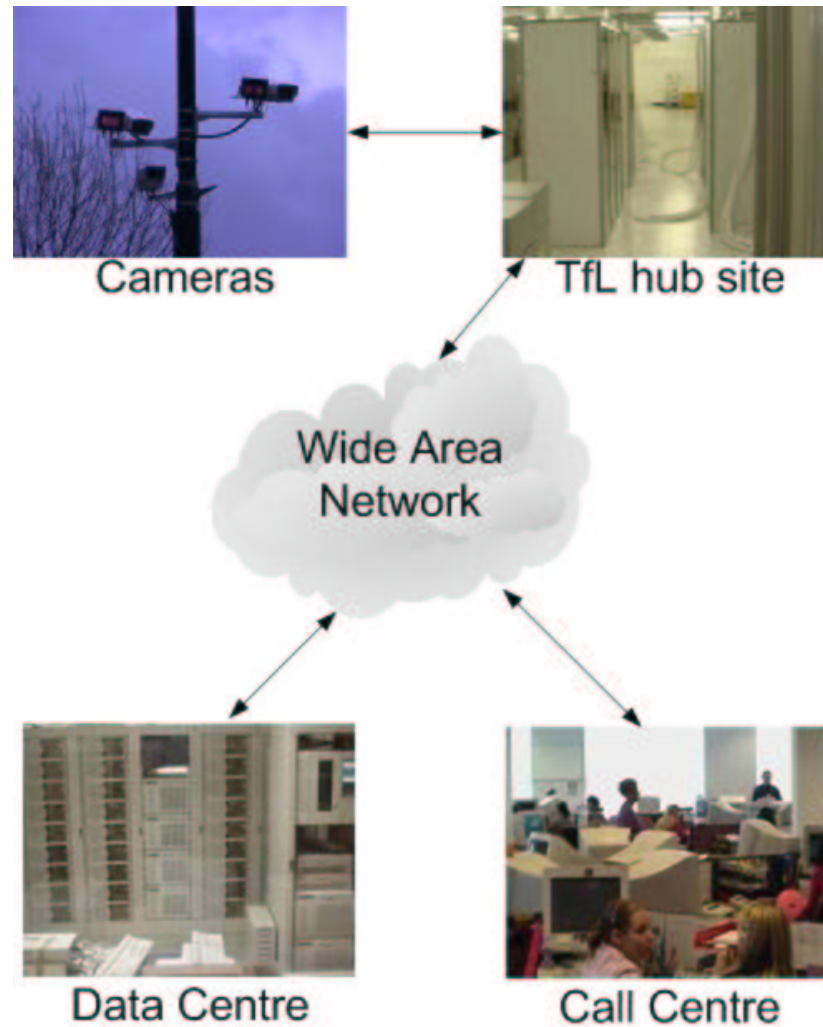 Cameras
TfL hub site
Wide Area
Network
Data Centre
Call Centre